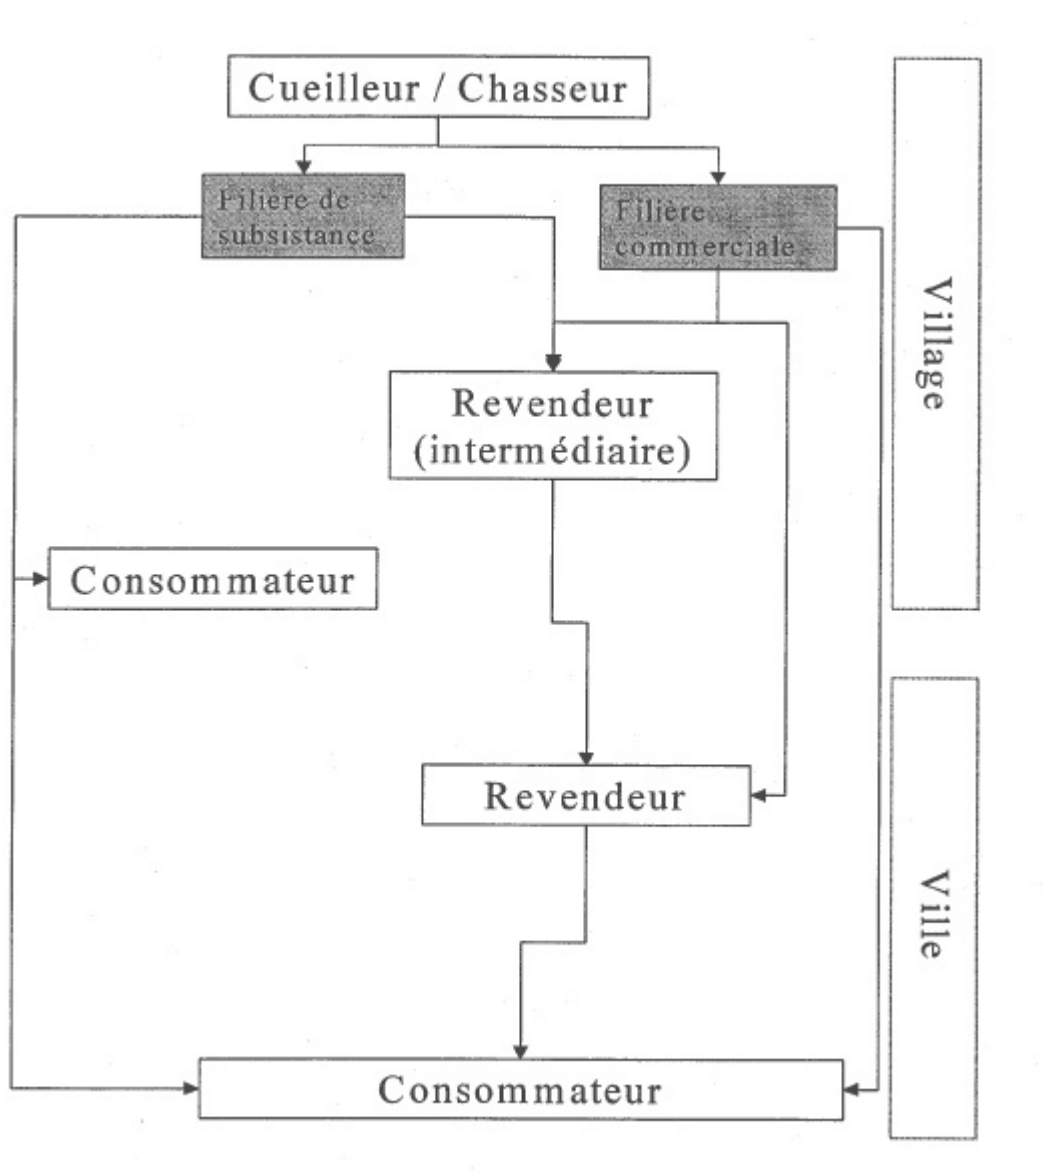 Cueilleur / Chasseur
Filière de
subsistance
Filière
commerciale
Village
Revendeur
(intermédiaire)
Consommateur
Revendeur
Ville
Consommateur